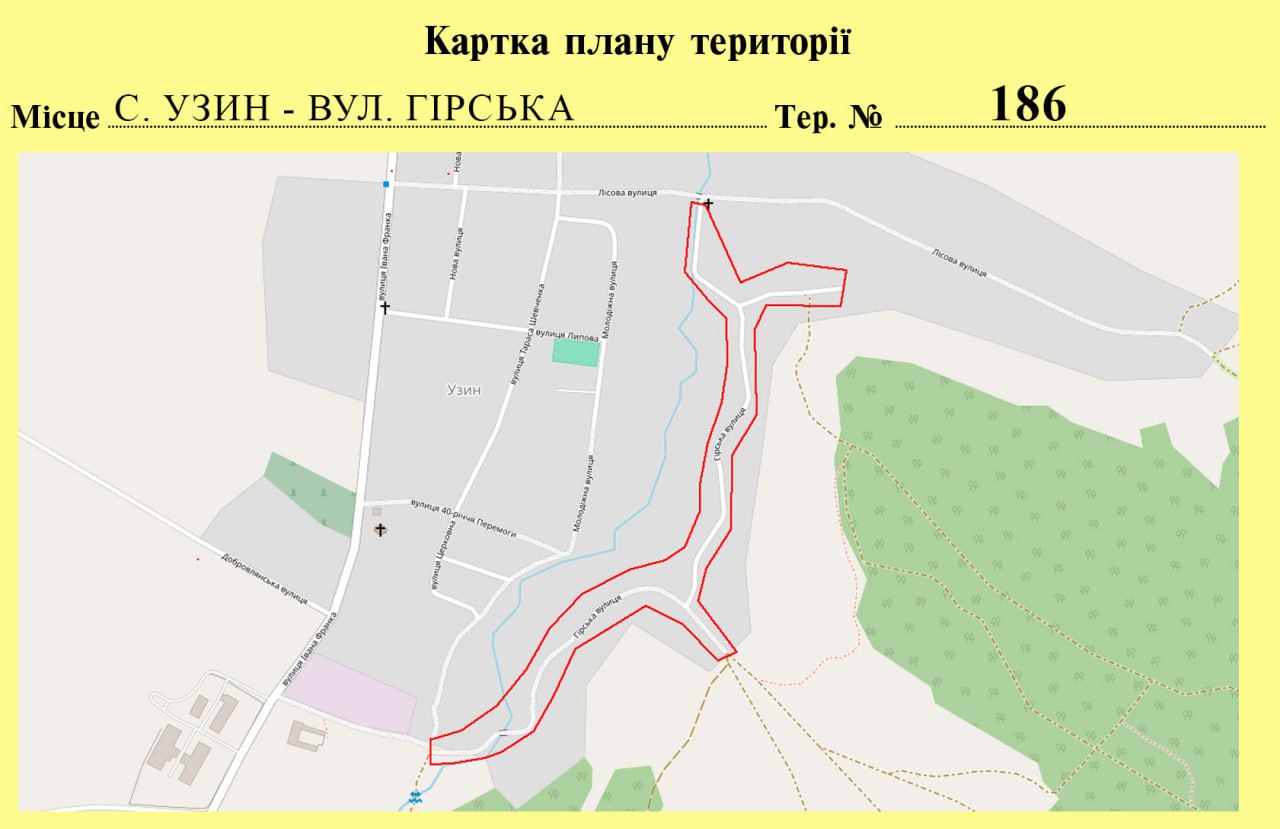 Картка плану території
Місце С. УЗИН - ВУЛ. ГІРСЬКА Тер. № 186
Нова
Лісова вулиця
вулиця Івана Франка
Нова вулиця
Молодіжна вулиця
Лісова вулиця
вулиця Тараса Шевченка
вулиця Липова
Узин
Гірська вулиця
Молодіжна вулиця
вулиця 40-річчя Перемоги
вулиця Церковна
Добровлянська вулиця
Гірська вулиця
вулиця Івана Франка